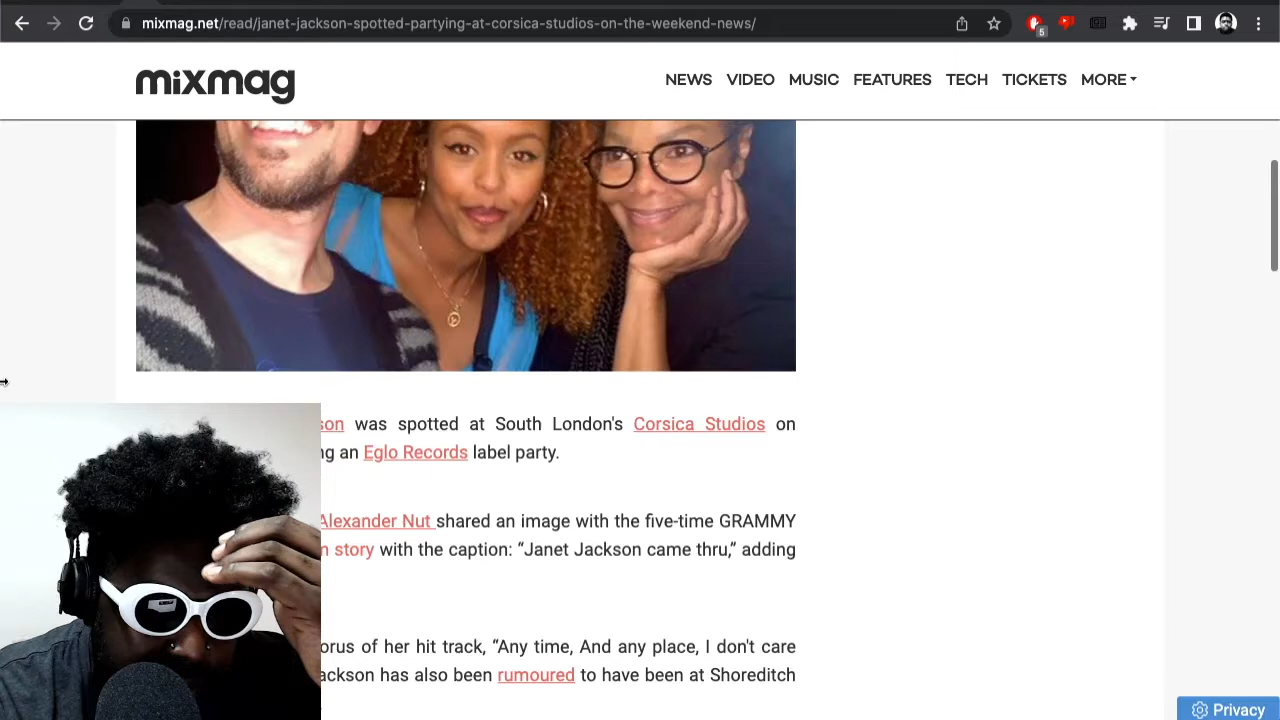 mixmag.net/read/janet-jackson-spotted-partying-at-corsica-studios-on-the-weekend-news/
5
mixmag
NEWS VIDEO MUSIC FEATURES TECH TICKETS MORE
son was spotted at South London's Corsica Studios on
ng an Eglo Records label party.
Alexander Nut shared an image with the five-time GRAMMY
n story with the caption: “Janet Jackson came thru,” adding
orus of her hit track, “Any time, And any place, I don't care
ackson has also been rumoured to have been at Shoreditch
Privacy